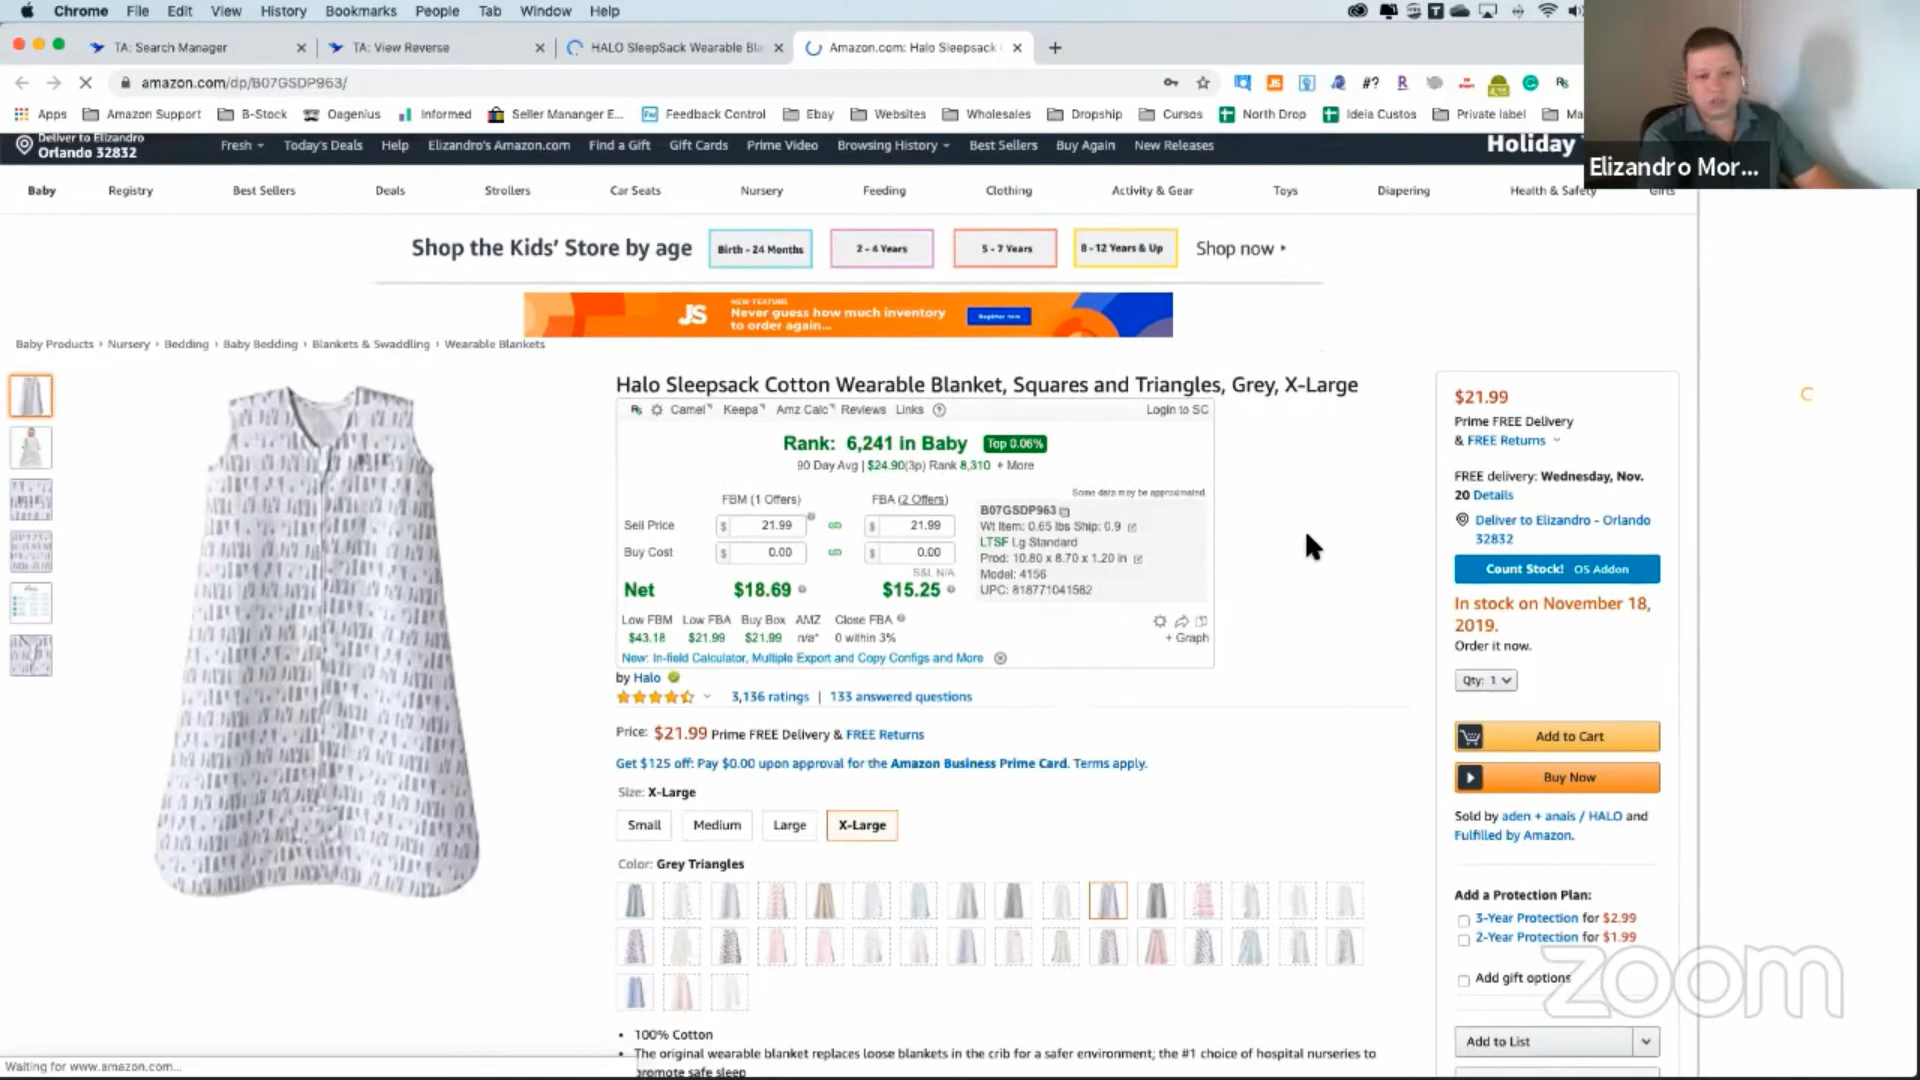 Chrome File Edit View History Bookmarks People Tab Window Help
TA: Search Manager
TA: View Reverse
HALO SleepSack Wearable Bla
Amazon.com: Halo Sleepsack
amazon.com/dp/B07GSDP963/
Apps Amazon Support B-Stock Oagenius Informed Seller Mananger E... Feedback Control Ebay Websites Wholesales Dropship Cursos North Drop Ideia Custos Private label Ma
Deliver to Elizandro
Orlando 32832
Fresh Today's Deals Help Elizandro's Amazon.com Find a Gift Gift Cards Prime Video Browsing History Best Sellers Buy Again New Releases
Holiday
Elizandro Mor...
Baby Registry Best Sellers Deals Strollers Car Seats Nursery Feeding Clothing Activity & Gear Toys Diapering Health & Safety Gifts
Shop the Kids' Store by age
Birth - 24 Months
2 - 4 Years
5 - 7 Years
8 - 12 Years & Up
Shop now
JS
NEW FEATURE
Never guess how much inventory
to order again...
Register now
Baby Products › Nursery › Bedding › Baby Bedding › Blankets & Swaddling › Wearable Blankets
Halo Sleepsack Cotton Wearable Blanket, Squares and Triangles, Grey, X-Large
Camel Keepa Amz Calc Reviews Links Login to SC
Rank: 6,241 in Baby Top 0.06%
90 Day Avg | $24.90(3p) Rank 8,310 + More
Some data may be approximated.
FBM (1 Offers) FBA (2 Offers)
Sell Price $ 21.99 $ 21.99
Buy Cost $ 0.00 $ 0.00
S&L N/A
Net $18.69 $15.25
B07GSDP963
Wt Item: 0.65 lbs Ship: 0.9
LTSF Lg Standard
Prod: 10.80 x 8.70 x 1.20 in
Model: 4156
UPC: 818771041582
Low FBM Low FBA Buy Box AMZ Close FBA
$43.18 $21.99 $21.99 n/a* 0 within 3%
+ Graph
New: In-field Calculator, Multiple Export and Copy Configs and More
by Halo
3,136 ratings | 133 answered questions
Price: $21.99 Prime FREE Delivery & FREE Returns
Get $125 off: Pay $0.00 upon approval for the Amazon Business Prime Card. Terms apply.
Size: X-Large
Small Medium Large X-Large
Color: Grey Triangles
• 100% Cotton
• The original wearable blanket replaces loose blankets in the crib for a safer environment; the #1 choice of hospital nurseries to
promote safe sleep
$21.99
Prime FREE Delivery
& FREE Returns
FREE delivery: Wednesday, Nov.
20 Details
Deliver to Elizandro - Orlando
32832
Count Stock! OS Addon
In stock on November 18,
2019.
Order it now.
Qty: 1
Add to Cart
Buy Now
Sold by aden + anais / HALO and
Fulfilled by Amazon.
Add a Protection Plan:
3-Year Protection for $2.99
2-Year Protection for $1.99
Add gift options
Add to List
zoom
Waiting for www.amazon.com...